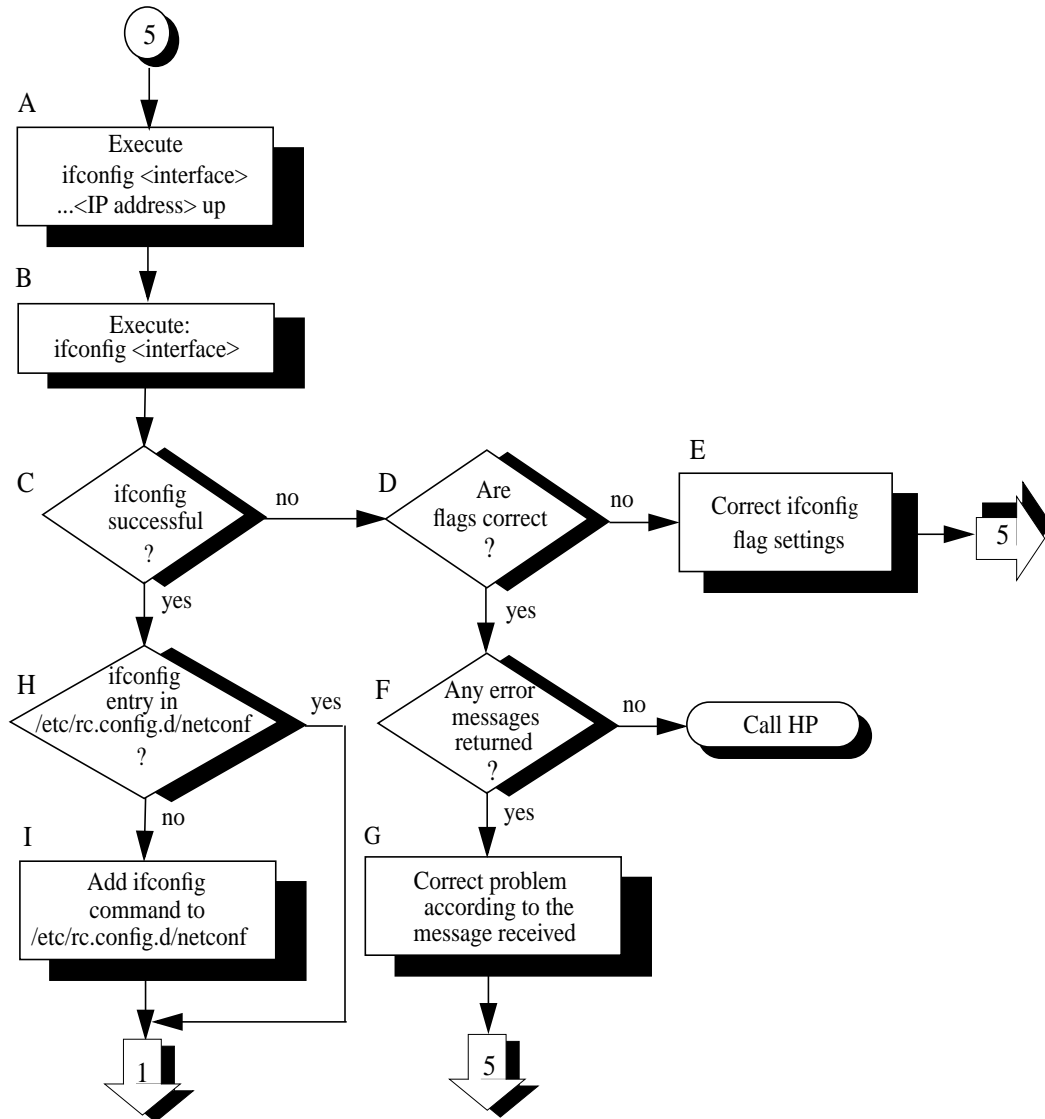 5
A
Execute
ifconfig <interface>
...<IP address> up
B
Execute:
ifconfig <interface>
C
ifconfig
successful
?
no
yes
D
Are
flags correct
?
no
yes
E
Correct ifconfig
flag settings
5
H
ifconfig
entry in
/etc/rc.config.d/netconf
?
yes
no
F
Any error
messages
returned
?
no
yes
Call HP
I
Add ifconfig
command to
/etc/rc.config.d/netconf
G
Correct problem
according to the
message received
1
5